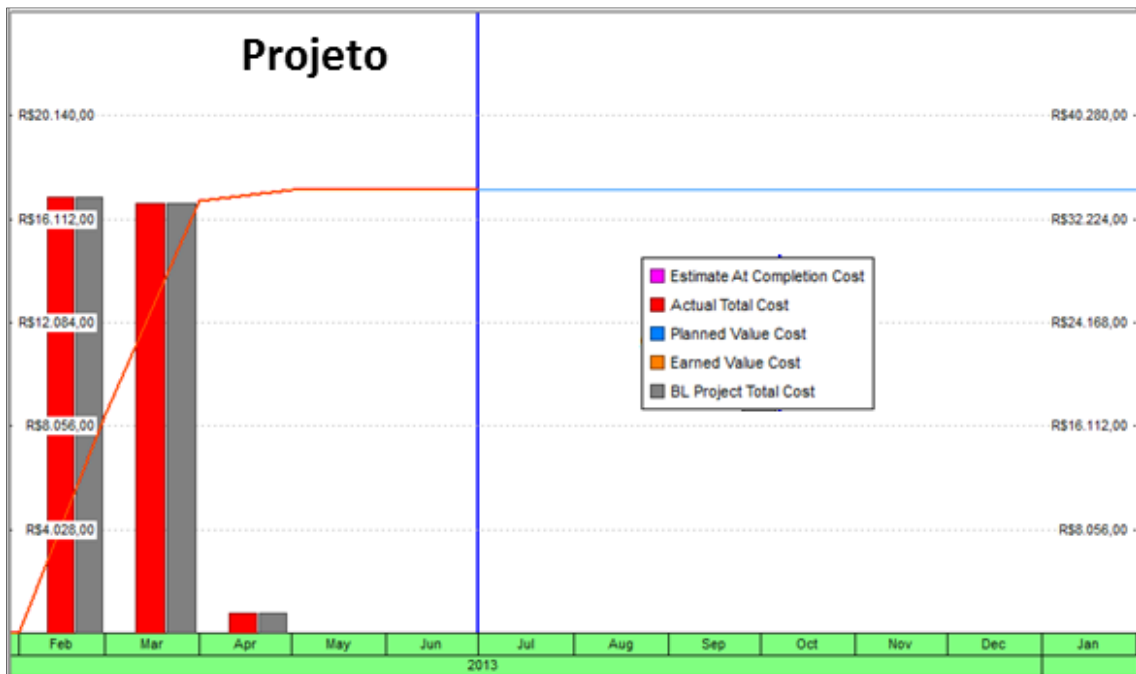 Projeto
R$20.140,00
R$40.280,00
R$16.112,00
R$32.224,00
Estimate At Completion Cost
Actual Total Cost
R$12.084,00
R$24.168,00
Planned Value Cost
Earned Value Cost
BL Project Total Cost
R$8.056,00
R$16.112,00
R$4.028,00
R$8.056,00
Feb Mar Apr May Jun Jul Aug Sep Oct Nov Dec Jan
2013